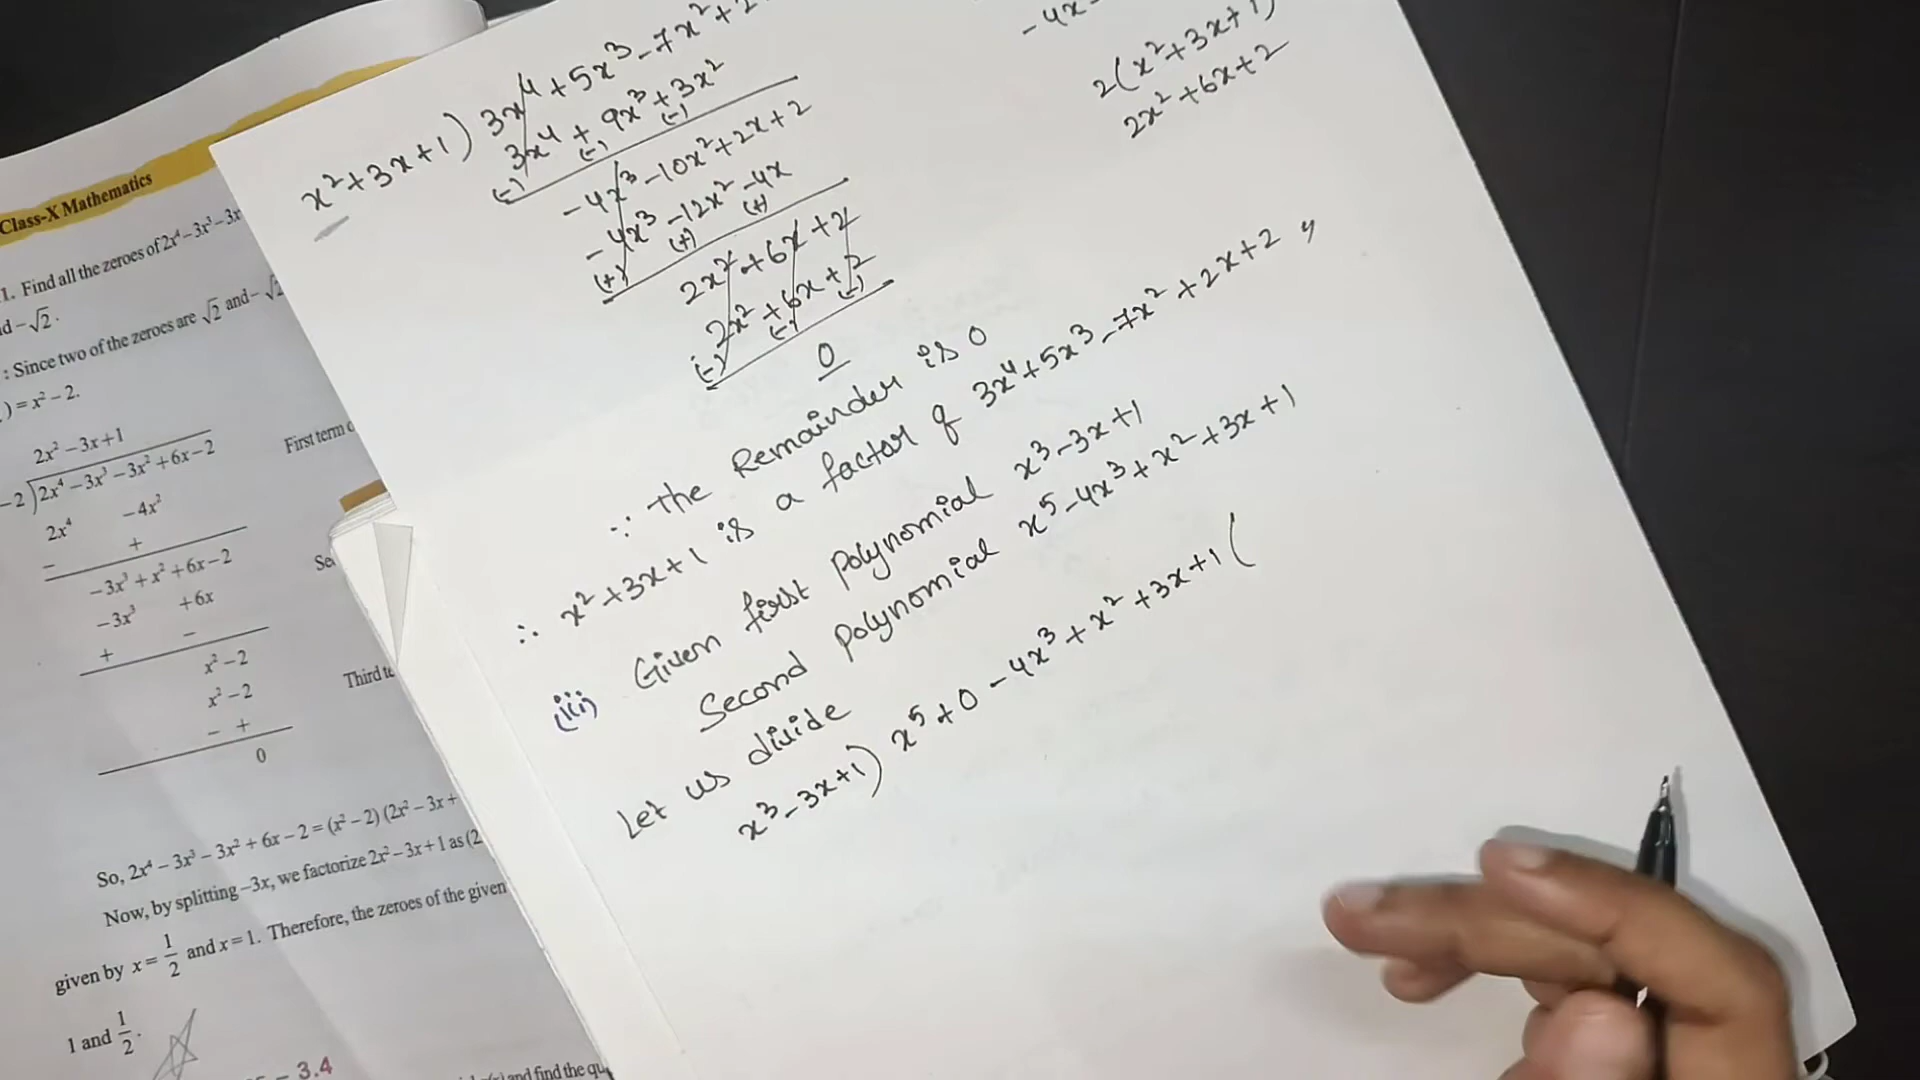 Class-X Mathematics
1. Find all the zeroes of 2x⁴ – 3x³ – 3x
d – √2.
: Since two of the zeroes are √2 and – √2
) = x² – 2.
2x² – 3x + 1
– 2 ) 2x⁴ – 3x³ – 3x² + 6x – 2
First term
2x⁴ – 4x²
– +
– 3x³ + x² + 6x – 2
– 3x³ + 6x
+ –
x² – 2
Third te
x² – 2
– +
0
So, 2x⁴ – 3x³ – 3x² + 6x – 2 = (x² – 2) (2x² – 3x +
Now, by splitting –3x, we factorize 2x² – 3x + 1 as (2
given by x = 1/2 and x = 1. Therefore, the zeroes of the given
1 and 1/2.
– 3.4
and find the qu
x²+3x+1) 3x⁴+5x³-7x²+2
3x⁴ + 9x³+3x²
(-) (-) (-)
-4x³-10x²+2x+2
-4x³-12x²-4x
(+) (+) (+)
2x²+6x+2
2x²+6x+2
(-) (-) (-)
0
-4x
2(x²+3x+1)
2x²+6x+2
∵ The Remainder is 0
∴ x²+3x+1 is a factor of 3x⁴+5x³-7x²+2x+2 //
(iii) Given first polynomial x³-3x+1
Second polynomial x⁵-4x³+x²+3x+1
Let us divide
x³-3x+1) x⁵+0-4x³+x²+3x+1 (